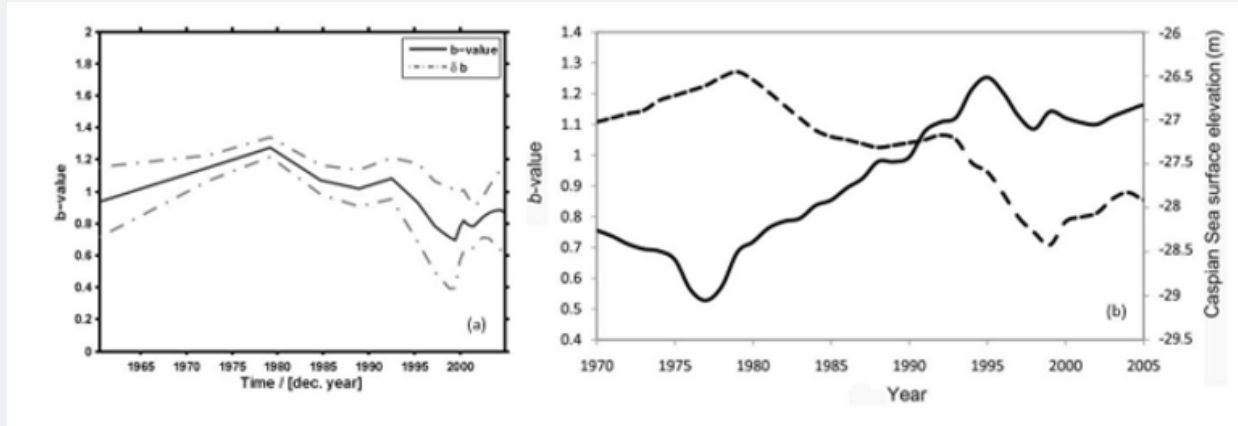 2
1.8
1.6
1.4
1.2
1
0.8
0.6
0.4
0.2
0
b-value
b-value
δ b
(a)
1965 1970 1975 1980 1985 1990 1995 2000
Time / [dec. year]
1.4
1.3
1.2
1.1
1
0.9
0.8
0.7
0.6
0.5
0.4
b-value
-26
-26.5
-27
-27.5
-28
-28.5
-29
-29.5
Caspian Sea surface elevation (m)
(b)
1970 1975 1980 1985 1990 1995 2000 2005
Year